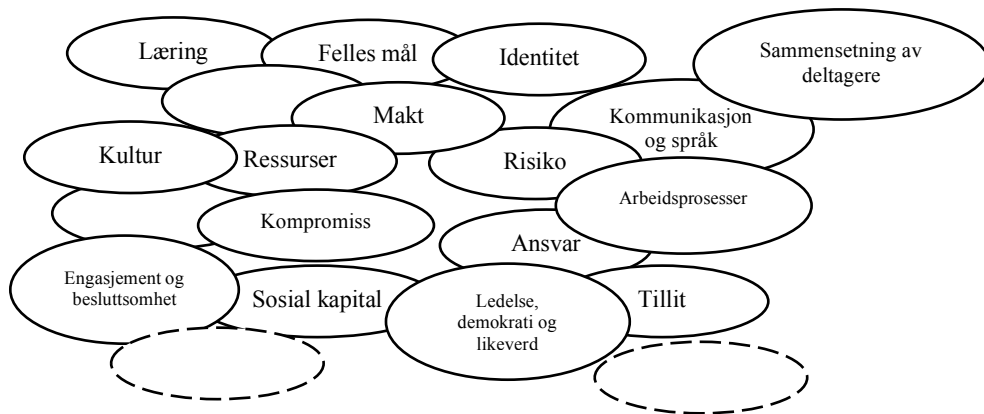 Læring
Felles mål
Identitet
Sammensetning av
deltagere
Makt
Kommunikasjon
og språk
Kultur
Ressurser
Risiko
Arbeidsprosesser
Kompromiss
Ansvar
Engasjement og
besluttsomhet
Sosial kapital
Ledelse,
demokrati og
likeverd
Tillit